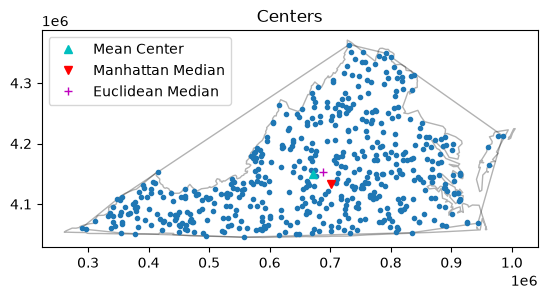 Centers
1e6
Mean Center
Manhattan Median
Euclidean Median
4.3
4.2
4.1
0.3 0.4 0.5 0.6 0.7 0.8 0.9 1.0
1e6